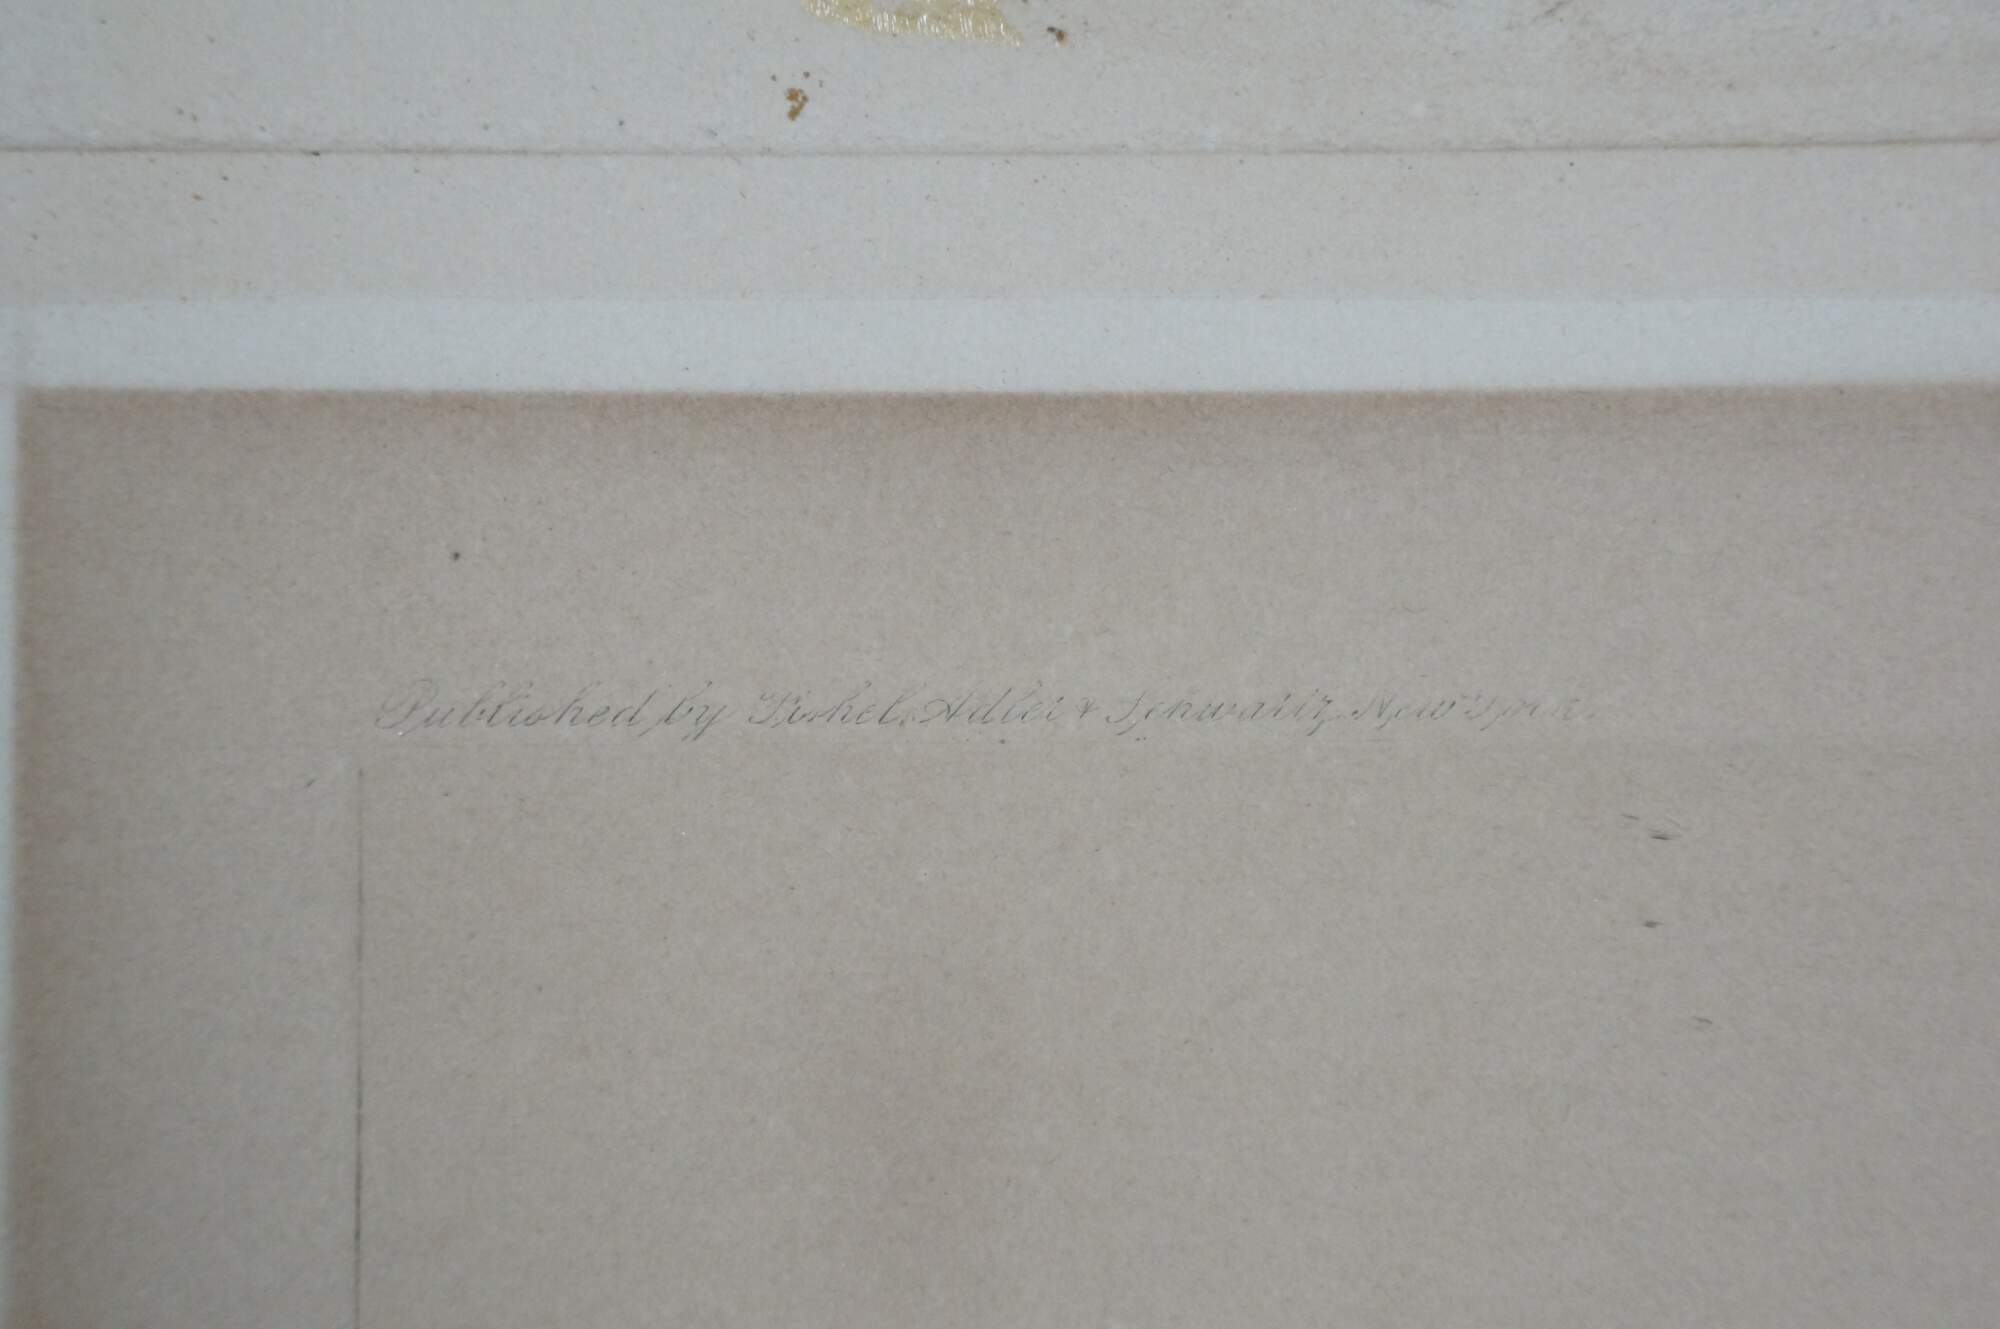 Published by Fishel, Adler & Schwartz, New York.